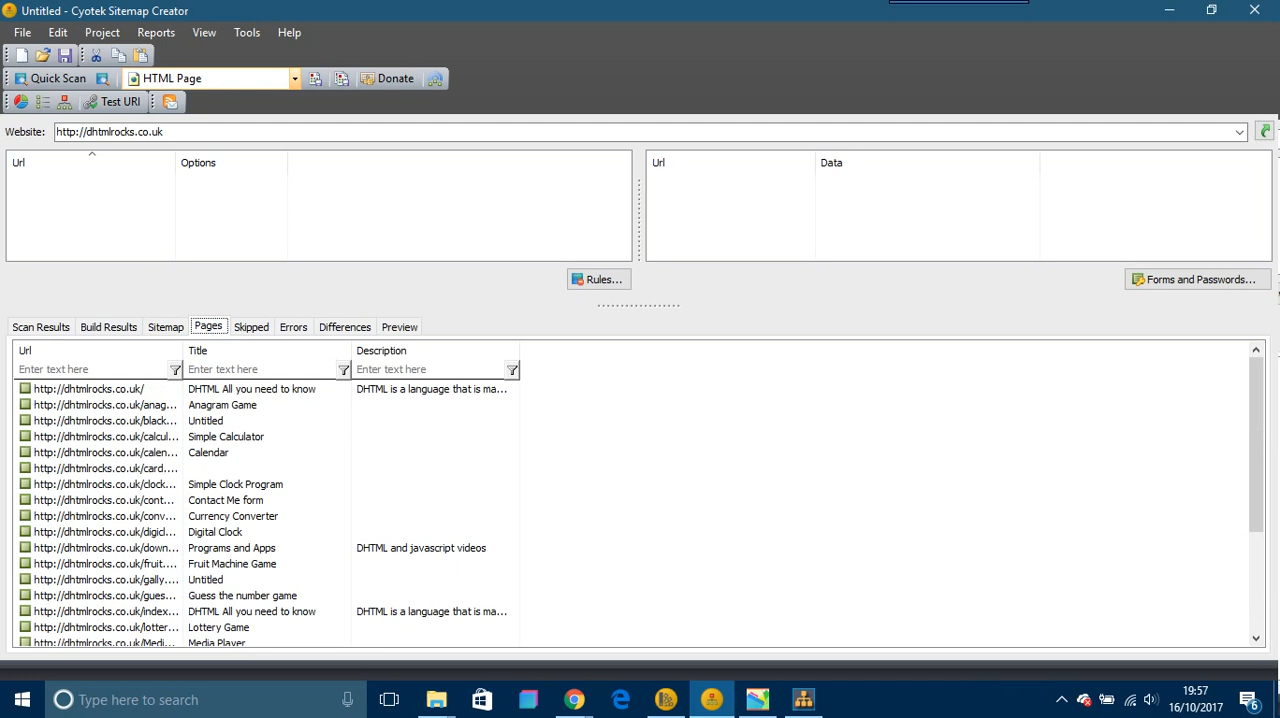 Untitled - Cyotek Sitemap Creator
File Edit Project Reports View Tools Help
Quick Scan HTML Page Donate
Test URI
Website: http://dhtmlrocks.co.uk
Url Options Url Data
Rules... Forms and Passwords...
Scan Results Build Results Sitemap Pages Skipped Errors Differences Preview
Url Title Description
Enter text here Enter text here Enter text here
http://dhtmlrocks.co.uk/ DHTML All you need to know DHTML is a language that is ma...
http://dhtmlrocks.co.uk/anag... Anagram Game
http://dhtmlrocks.co.uk/black... Untitled
http://dhtmlrocks.co.uk/calcul... Simple Calculator
http://dhtmlrocks.co.uk/calen... Calendar
http://dhtmlrocks.co.uk/card....
http://dhtmlrocks.co.uk/clock... Simple Clock Program
http://dhtmlrocks.co.uk/cont... Contact Me form
http://dhtmlrocks.co.uk/conv... Currency Converter
http://dhtmlrocks.co.uk/digicl... Digital Clock
http://dhtmlrocks.co.uk/down... Programs and Apps DHTML and javascript videos
http://dhtmlrocks.co.uk/fruit.... Fruit Machine Game
http://dhtmlrocks.co.uk/gally.... Untitled
http://dhtmlrocks.co.uk/gues... Guess the number game
http://dhtmlrocks.co.uk/index... DHTML All you need to know DHTML is a language that is ma...
http://dhtmlrocks.co.uk/lotter... Lottery Game
http://dhtmlrocks.co.uk/Medi... Media Player
Type here to search
19:57
16/10/2017
6